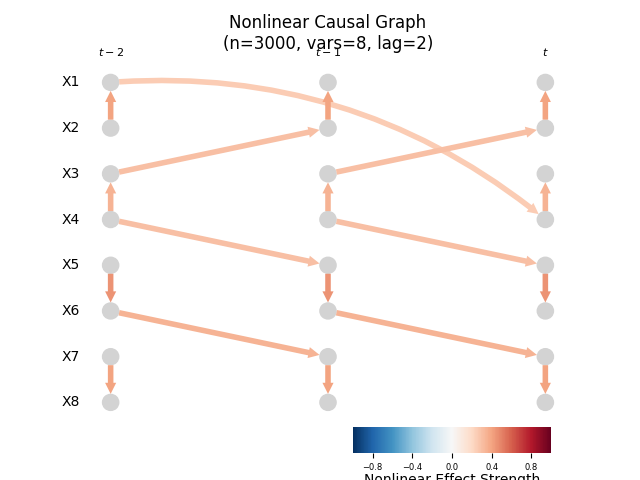 Nonlinear Causal Graph
(n=3000, vars=8, lag=2)
t − 2
t − 1
t
X1
X2
X3
X4
X5
X6
X7
X8
−0.8 −0.4 0.0 0.4 0.8
Nonlinear Effect Strength